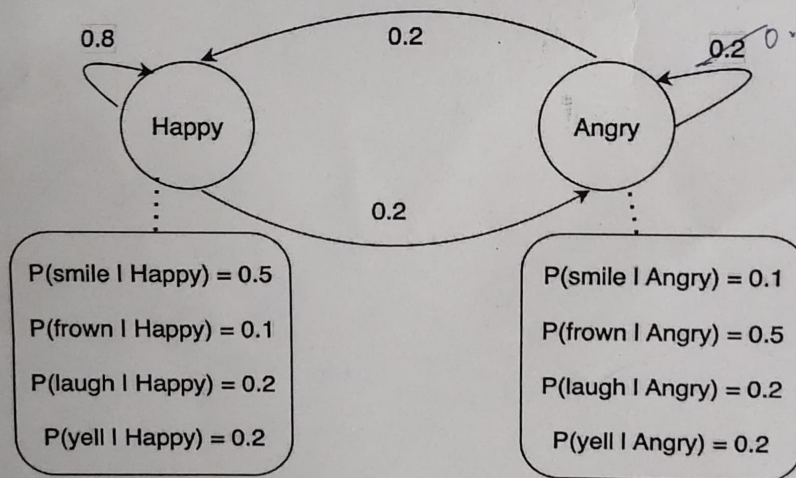 0.8
0.2
0.2
Happy
Angry
0.2
P(smile | Happy) = 0.5
P(frown | Happy) = 0.1
P(laugh | Happy) = 0.2
P(yell | Happy) = 0.2
P(smile | Angry) = 0.1
P(frown | Angry) = 0.5
P(laugh | Angry) = 0.2
P(yell | Angry) = 0.2